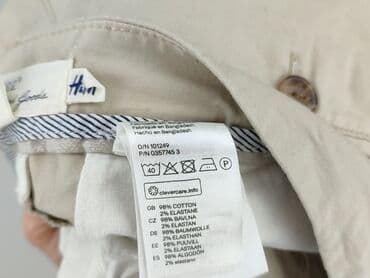 Goods
H&M
Fabriqué en Bangladesh
Hecho en Bangladesh
O/N 101249
P/N 0357745 3
40
P
clevercare.info
GB 98% COTTON
2% ELASTANE
CZ 98% BAVLNA
2% ELASTAN
DE 98% BAUMWOLLE
2% ELASTHAN
EE 98% PUUVILL
2% ELASTAAN
ES 98% ALGODÓN
2% elastano